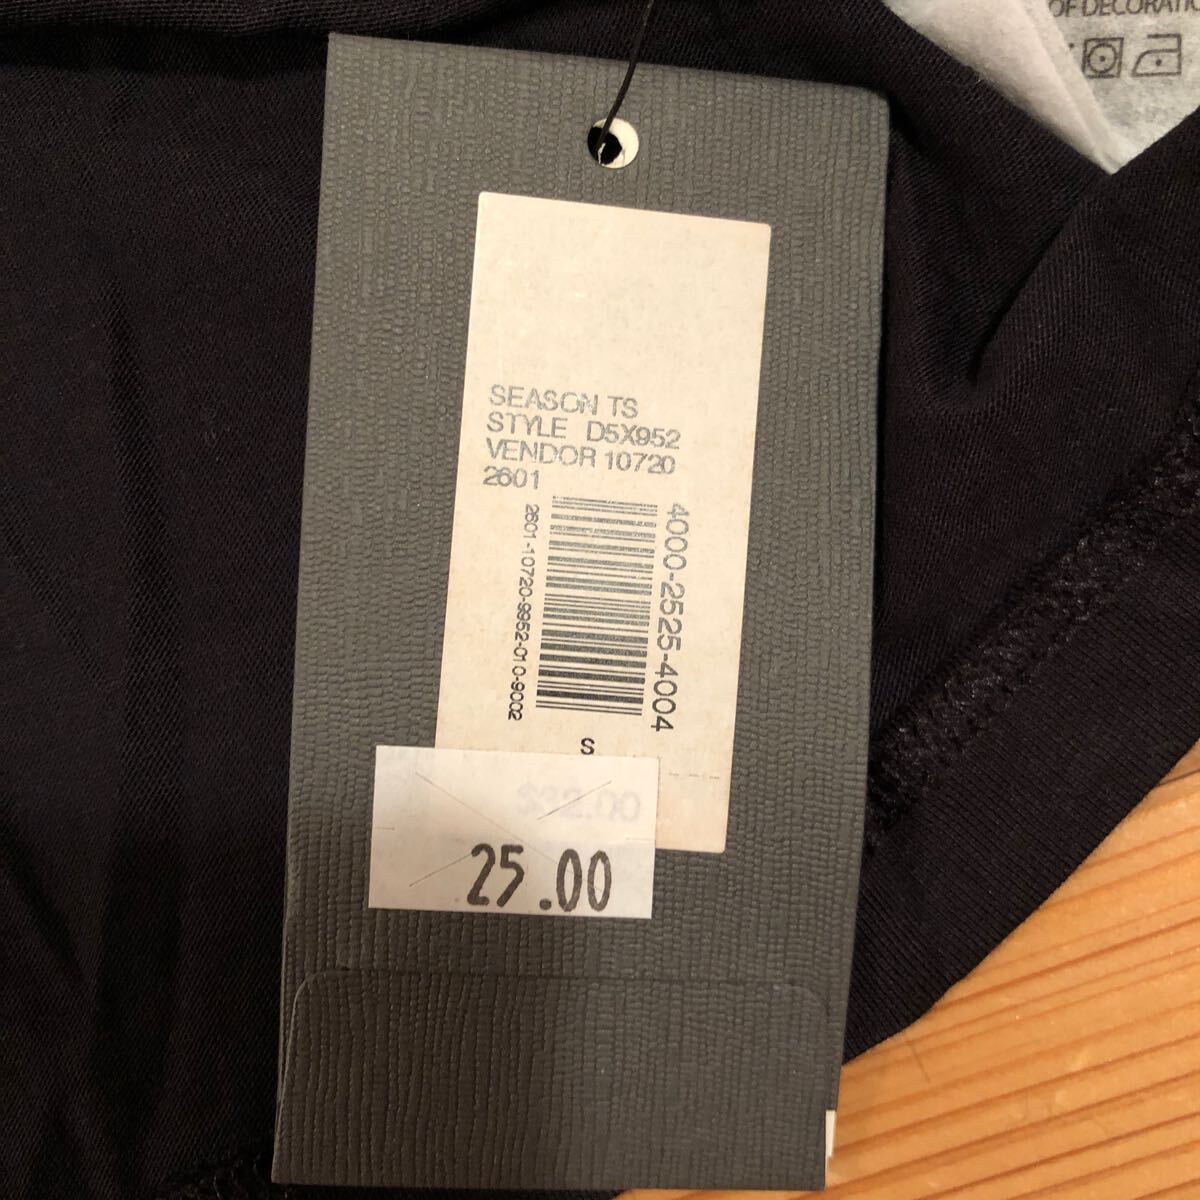 OF DECORATIO
SEASON TS
STYLE D5X952
VENDOR 10720
2601
4000-2525-4004
2601-10720-9952-010-9002
S
$32.00
25.00